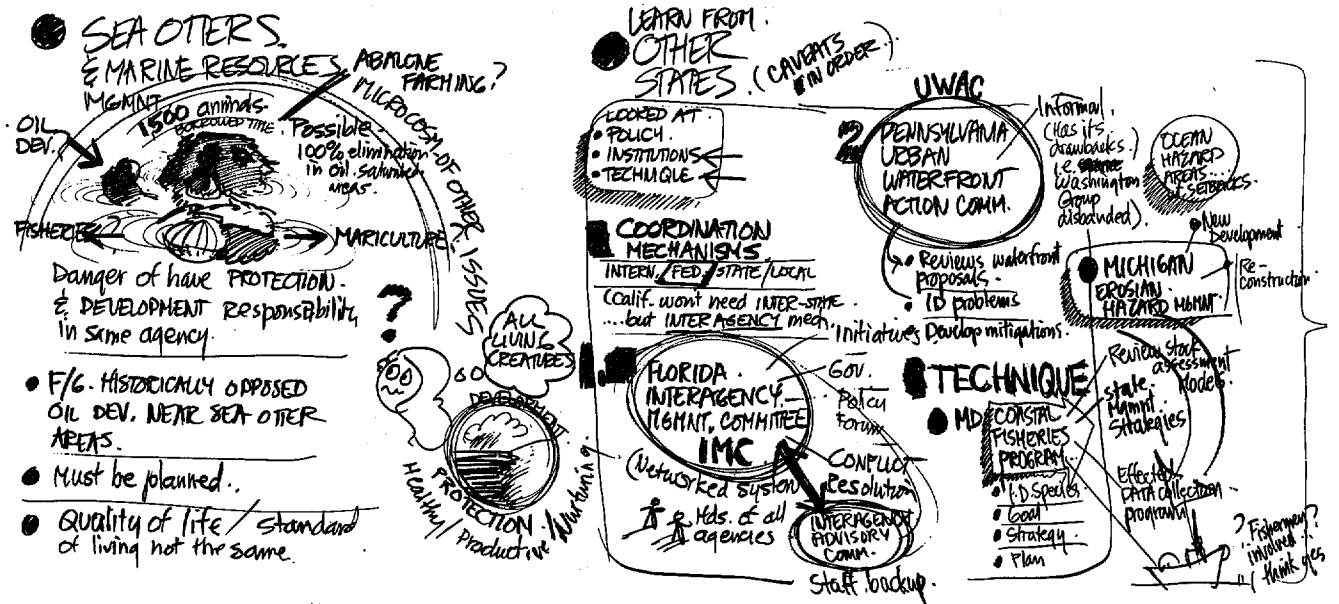 SEA OTTERS.
& MARINE RESOURCES
MGMNT.
ABALONE
FARMING?
1500 animals.
BORROWED TIME.
OIL
DEV.
Possible
100% elimination
in oil-saturated
areas.
MICROCOSM OF OTHER ISSUES
FISHERIES?
MARICULTURE.
Danger of have PROTECTION.
& DEVELOPMENT Responsibility
in same agency.
F/G. HISTORICALLY OPPOSED
OIL DEV. NEAR SEA OTTER
AREAS.
Must be planned..
Quality of life / Standard
of living not the same.
?
ALL
LIVING
CREATURES
DEVELOPMENT.
PROTECTION.
Healthy/Productive/Nurturing.
LEARN FROM.
OTHER
STATES.
(CAVEATS
IN ORDER.)
LOOKED AT.
POLICY.
INSTITUTIONS
TECHNIQUE
1 COORDINATION
MECHANISMS
INTERN./FED./STATE/LOCAL
(Calif. won't need INTER-STATE.
....but INTERAGENCY mech.
FLORIDA.
INTERAGENCY.
MGMNT. COMMITTEE
IMC
Initiatives
Gov.
Policy
Forum
CONFLICT
Resolution
(Networked system
Hds. of all
agencies
INTERAGENCY
ADVISORY
COMM.
Staff backup.
UWAC
2 PENNSYLVANIA
URBAN
WATERFRONT
ACTION COMM.
Informal.
(Has its
drawbacks.)
i.e.
Washington
Group
disbanded).
Reviews waterfront
proposals.
I.D problems
Develop mitigations.
OCEAN
HAZARD
AREAS...
SETBACKS.
New
Development
Re-
Construction
MICHIGAN
EROSIAN
HAZARD MGMNT.
TECHNIQUE
MD.
COASTAL
FISHERIES
PROGRAM.
I.D Species
Goal
Strategy
Plan
Review stock
assessment
Models.
State
Mgmnt
Strategies
Effected
DATA collection
program
? Fishermen?
involved...
think yes